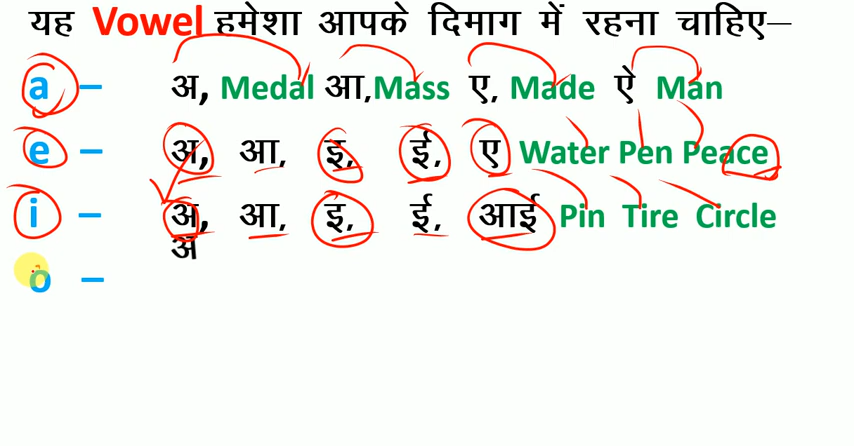 यह Vowel हमेशा आपके दिमाग में रहना चाहिए–
a – अ, Medal आ,Mass ए, Made ऐ Man
e – अ, आ, इ, ई, ए Water Pen Peace
i – अ, आ, इ, ई, आई Pin Tire Circle
अ
o –